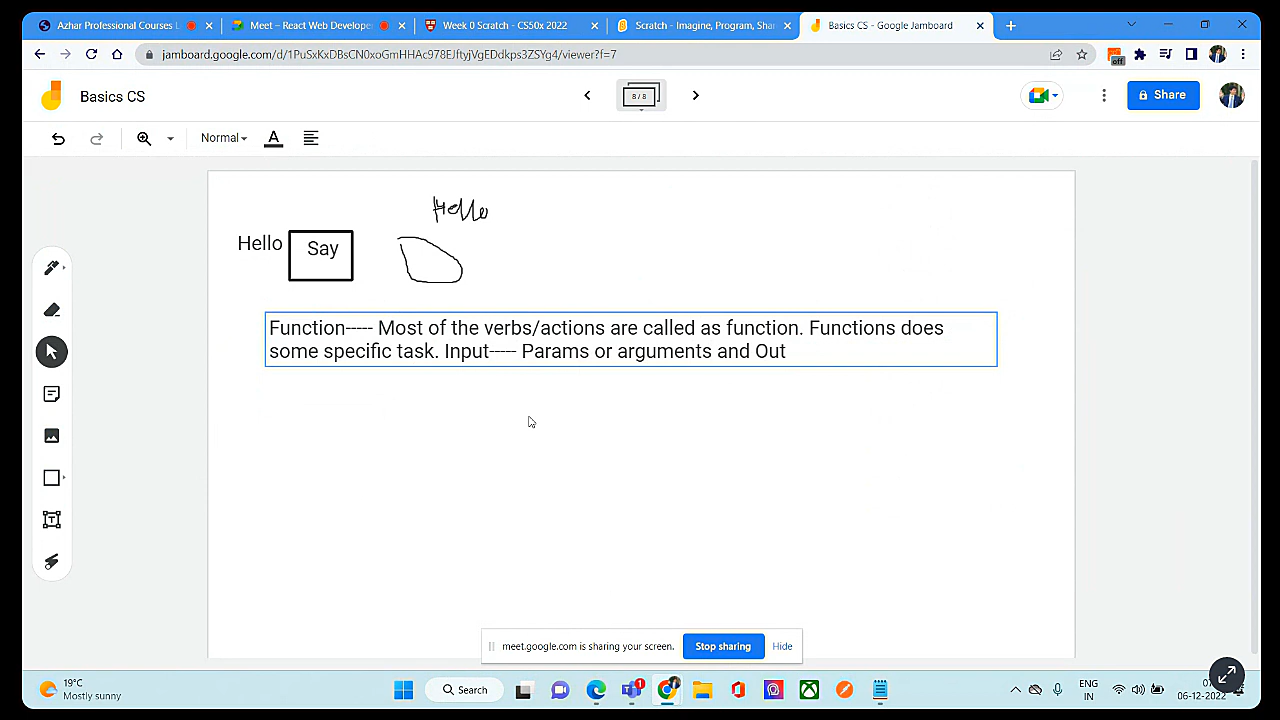 Azhar Professional Courses L
Meet – React Web Develope
Week 0 Scratch - CS50x 2022
Scratch - Imagine, Program, Shar
Basics CS - Google Jamboard
jamboard.google.com/d/1PuSxKxDBsCN0xoGmHHAc978EJftyjVgEDdkps3ZSYg4/viewer?f=7
off
Basics CS
8 / 8
Share
Normal
A
Hello
Hello
Say
Function----- Most of the verbs/actions are called as function. Functions does
some specific task. Input----- Params or arguments and Out
meet.google.com is sharing your screen.
Stop sharing
Hide
19°C
Mostly sunny
Search
1
ENG
IN
06-12-2022